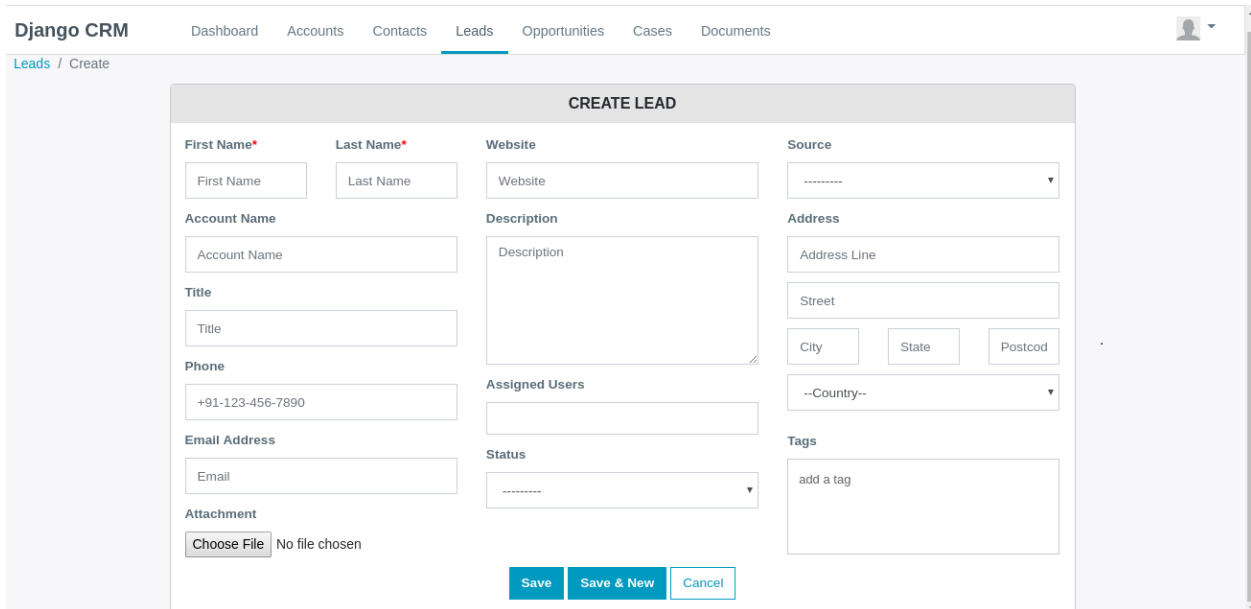 Django CRM Dashboard Accounts Contacts Leads Opportunities Cases Documents
Leads / Create
CREATE LEAD
First Name* Last Name* Website Source
First Name Last Name Website ---------
Account Name Description Address
Account Name Description Address Line
Title
Street
Title
City State Postcod
Phone
Assigned Users
+91-123-456-7890 --Country--
Email Address Tags
Status
Email add a tag
---------
Attachment
Choose File No file chosen
Save Save & New Cancel